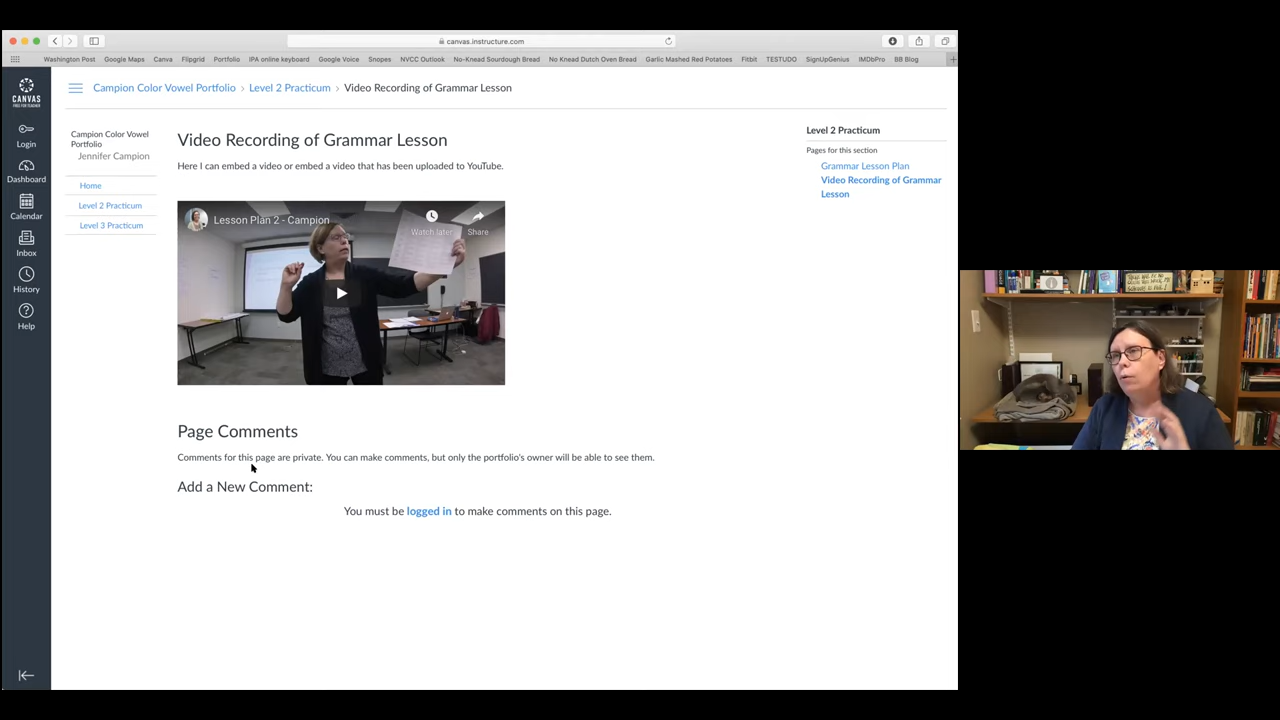 canvas.instructure.com
Washington Post Google Maps Canva Flipgrid Portfolio IPA online keyboard Google Voice Snopes NVCC Outlook No-Knead Sourdough Bread No Knead Dutch Oven Bread Garlic Mashed Red Potatoes Fitbit TESTUDO SignUpGenius IMDbPro BB Blog
CANVAS
FREE FOR TEACHER
Login
Dashboard
Calendar
Inbox
History
Help
Campion Color Vowel Portfolio › Level 2 Practicum › Video Recording of Grammar Lesson
Campion Color Vowel
Portfolio
Jennifer Campion
Home
Level 2 Practicum
Level 3 Practicum
Video Recording of Grammar Lesson
Here I can embed a video or embed a video that has been uploaded to YouTube.
Lesson Plan 2 - Campion
Watch later
Share
Page Comments
Comments for this page are private. You can make comments, but only the portfolio's owner will be able to see them.
Add a New Comment:
You must be logged in to make comments on this page.
Level 2 Practicum
Pages for this section
Grammar Lesson Plan
Video Recording of Grammar
Lesson